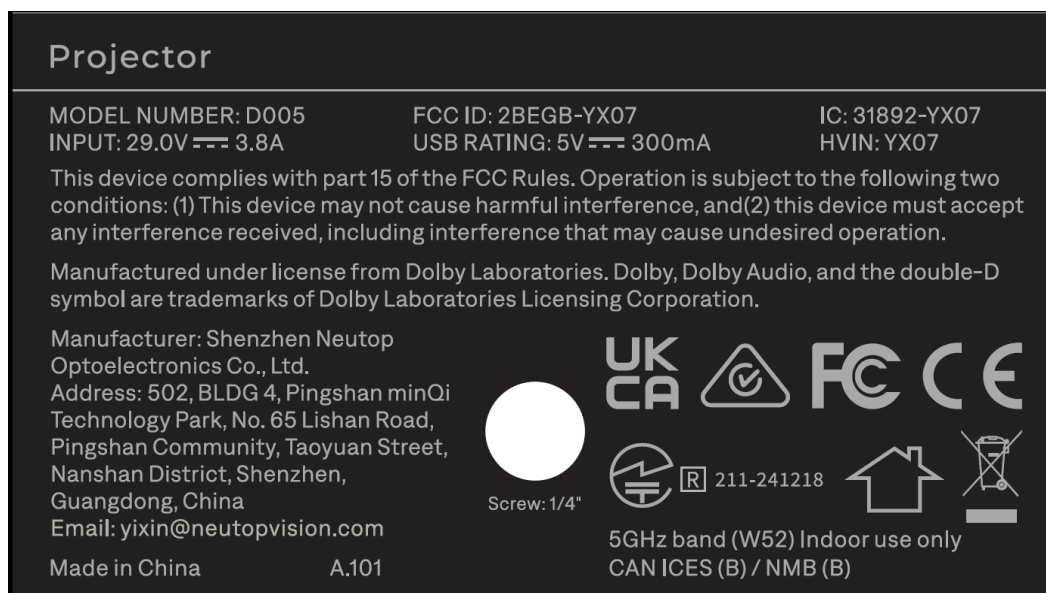 Projector
MODEL NUMBER: D005
FCC ID: 2BEGB-YX07
IC: 31892-YX07
INPUT: 29.0V ⎓ 3.8A
USB RATING: 5V ⎓ 300mA
HVIN: YX07
This device complies with part 15 of the FCC Rules. Operation is subject to the following two
conditions: (1) This device may not cause harmful interference, and(2) this device must accept
any interference received, including interference that may cause undesired operation.
Manufactured under license from Dolby Laboratories. Dolby, Dolby Audio, and the double-D
symbol are trademarks of Dolby Laboratories Licensing Corporation.
Manufacturer: Shenzhen Neutop
Optoelectronics Co., Ltd.
Address: 502, BLDG 4, Pingshan minQi
Technology Park, No. 65 Lishan Road,
Pingshan Community, Taoyuan Street,
Nanshan District, Shenzhen,
Guangdong, China
Email: yixin@neutopvision.com
Made in China
A.101
Screw: 1/4"
UK
CA
FC
CE
R 211-241218
5GHz band (W52) Indoor use only
CAN ICES (B) / NMB (B)